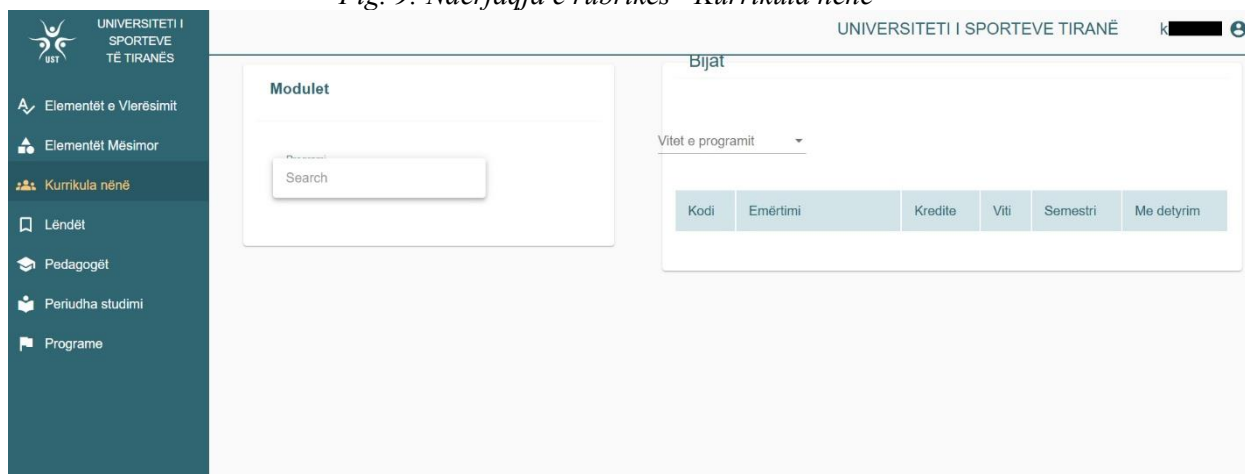 UNIVERSITETI I
SPORTEVE
TË TIRANËS
UST
UNIVERSITETI I SPORTEVE TIRANË
k
Elementët e Vlerësimit
Elementët Mësimor
Kurrikula nënë
Lëndët
Pedagogët
Periudha studimi
Programe
Modulet
Search
Bijat
Vitet e programit
Kodi Emërtimi Kredite Viti Semestri Me detyrim